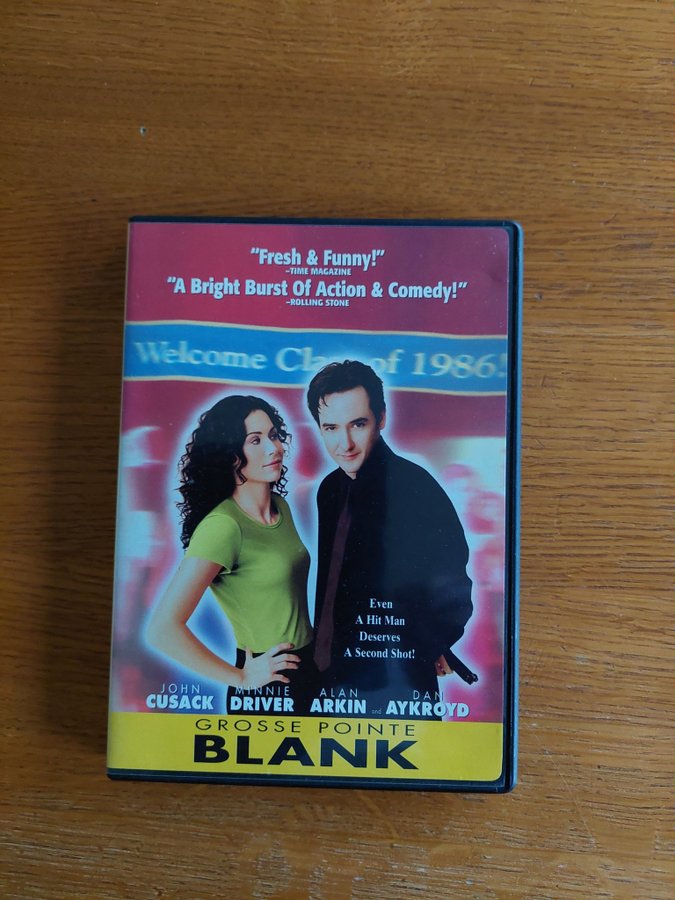 "Fresh & Funny!"
–TIME MAGAZINE
"A Bright Burst Of Action & Comedy!"
–ROLLING STONE
Welcome Cla of 1986!
Even
A Hit Man
Deserves
A Second Shot!
JOHN CUSACK MINNIE DRIVER ALAN ARKIN and DAN AYKROYD
GROSSE POINTE
BLANK